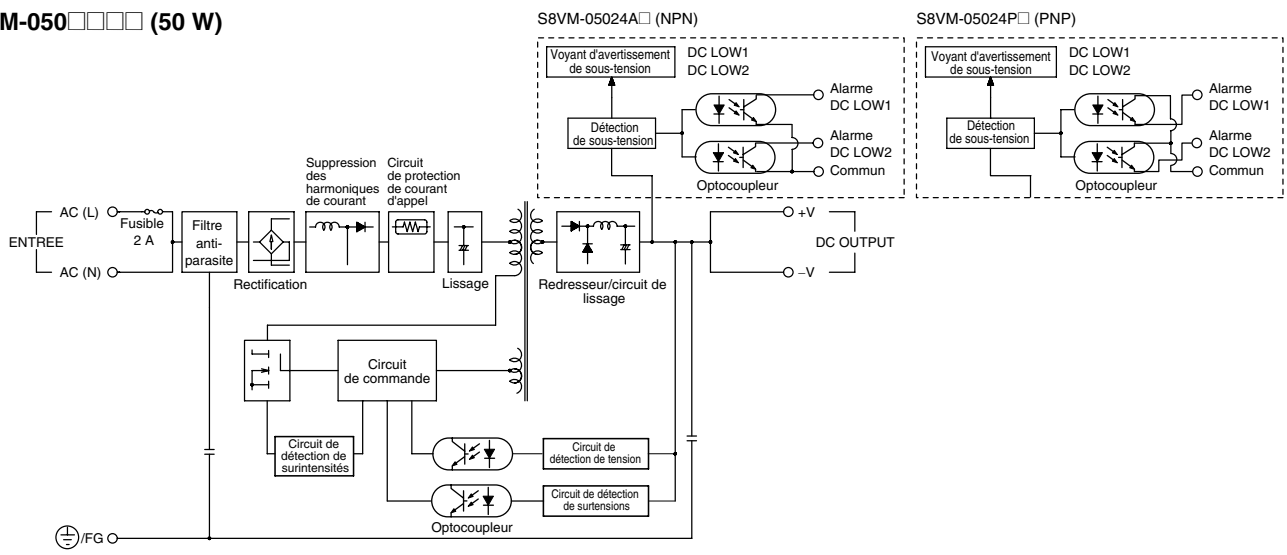 M-050□□□□ (50 W)
S8VM-05024A□ (NPN)
Voyant d'avertissement
de sous-tension
DC LOW1
DC LOW2
Détection
de sous-tension
Alarme
DC LOW1
Alarme
DC LOW2
Commun
Optocoupleur
S8VM-05024P□ (PNP)
Voyant d'avertissement
de sous-tension
DC LOW1
DC LOW2
Détection
de sous-tension
Alarme
DC LOW1
Alarme
DC LOW2
Commun
Optocoupleur
ENTREE
AC (L)
AC (N)
Fusible
2 A
Filtre
anti-
parasite
Rectification
Suppression
des
harmoniques
de courant
Circuit
de protection
de courant
d'appel
Lissage
Redresseur/circuit de
lissage
+V
DC OUTPUT
–V
Circuit
de commande
Circuit de
détection de
surintensités
Circuit de
détection de tension
Circuit de détection
de surtensions
Optocoupleur
/FG